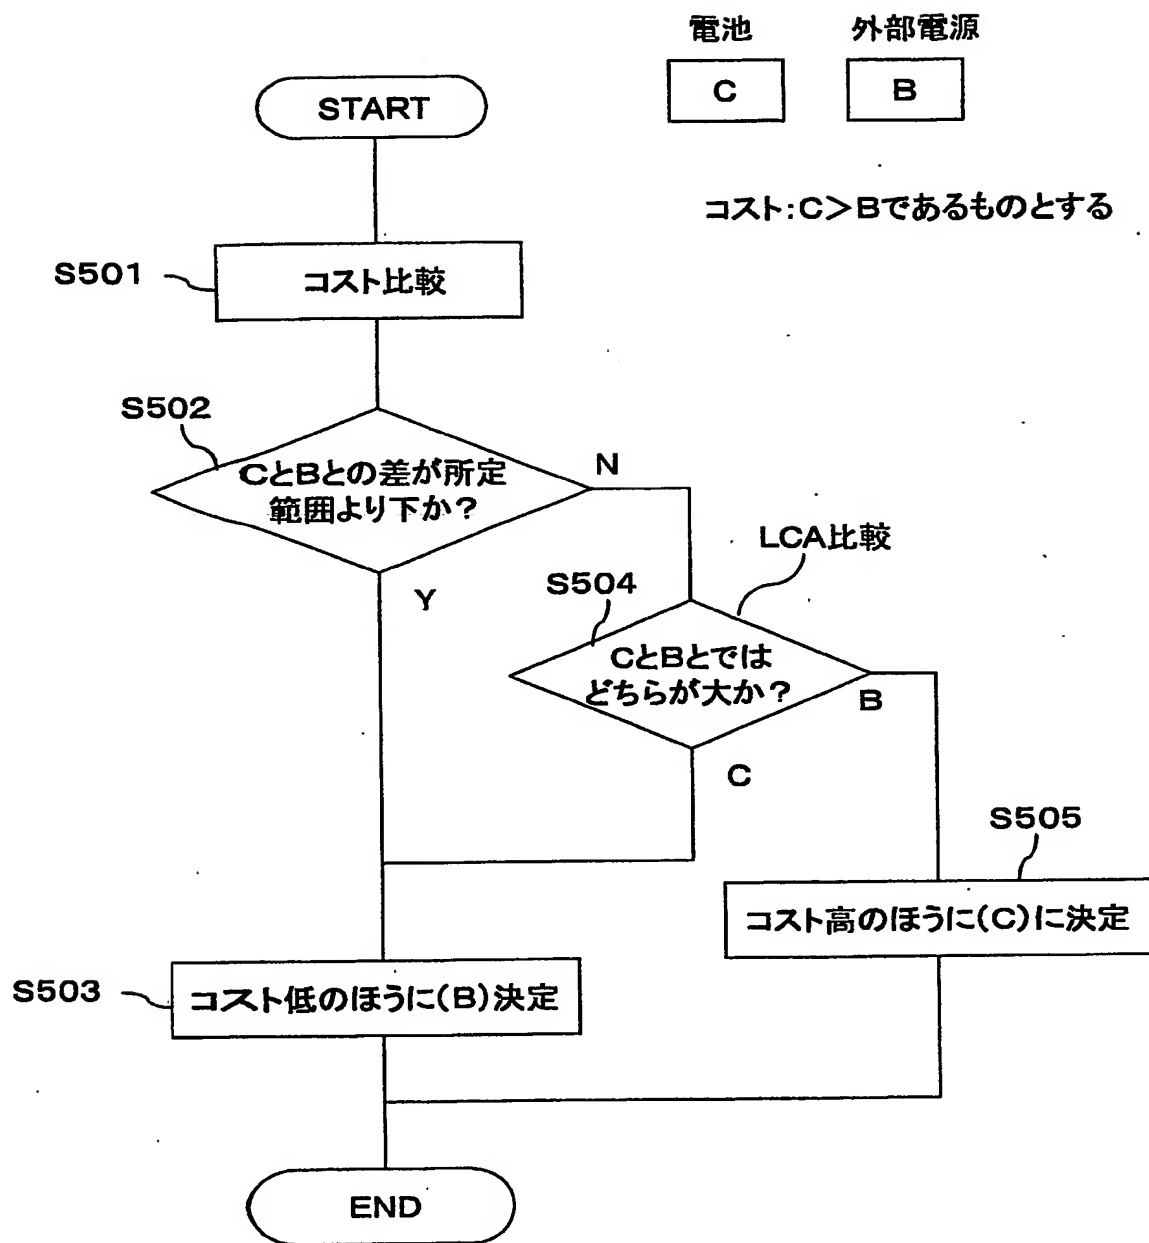 電池
外部電源
C
B
START
コスト:C>Bであるものとする
S501
コスト比較
S502
CとBとの差が所定
範囲より下か?
N
Y
LCA比較
S504
CとBとでは
どちらが大か?
B
C
S505
コスト高のほうに(C)に決定
S503
コスト低のほうに(B)決定
END